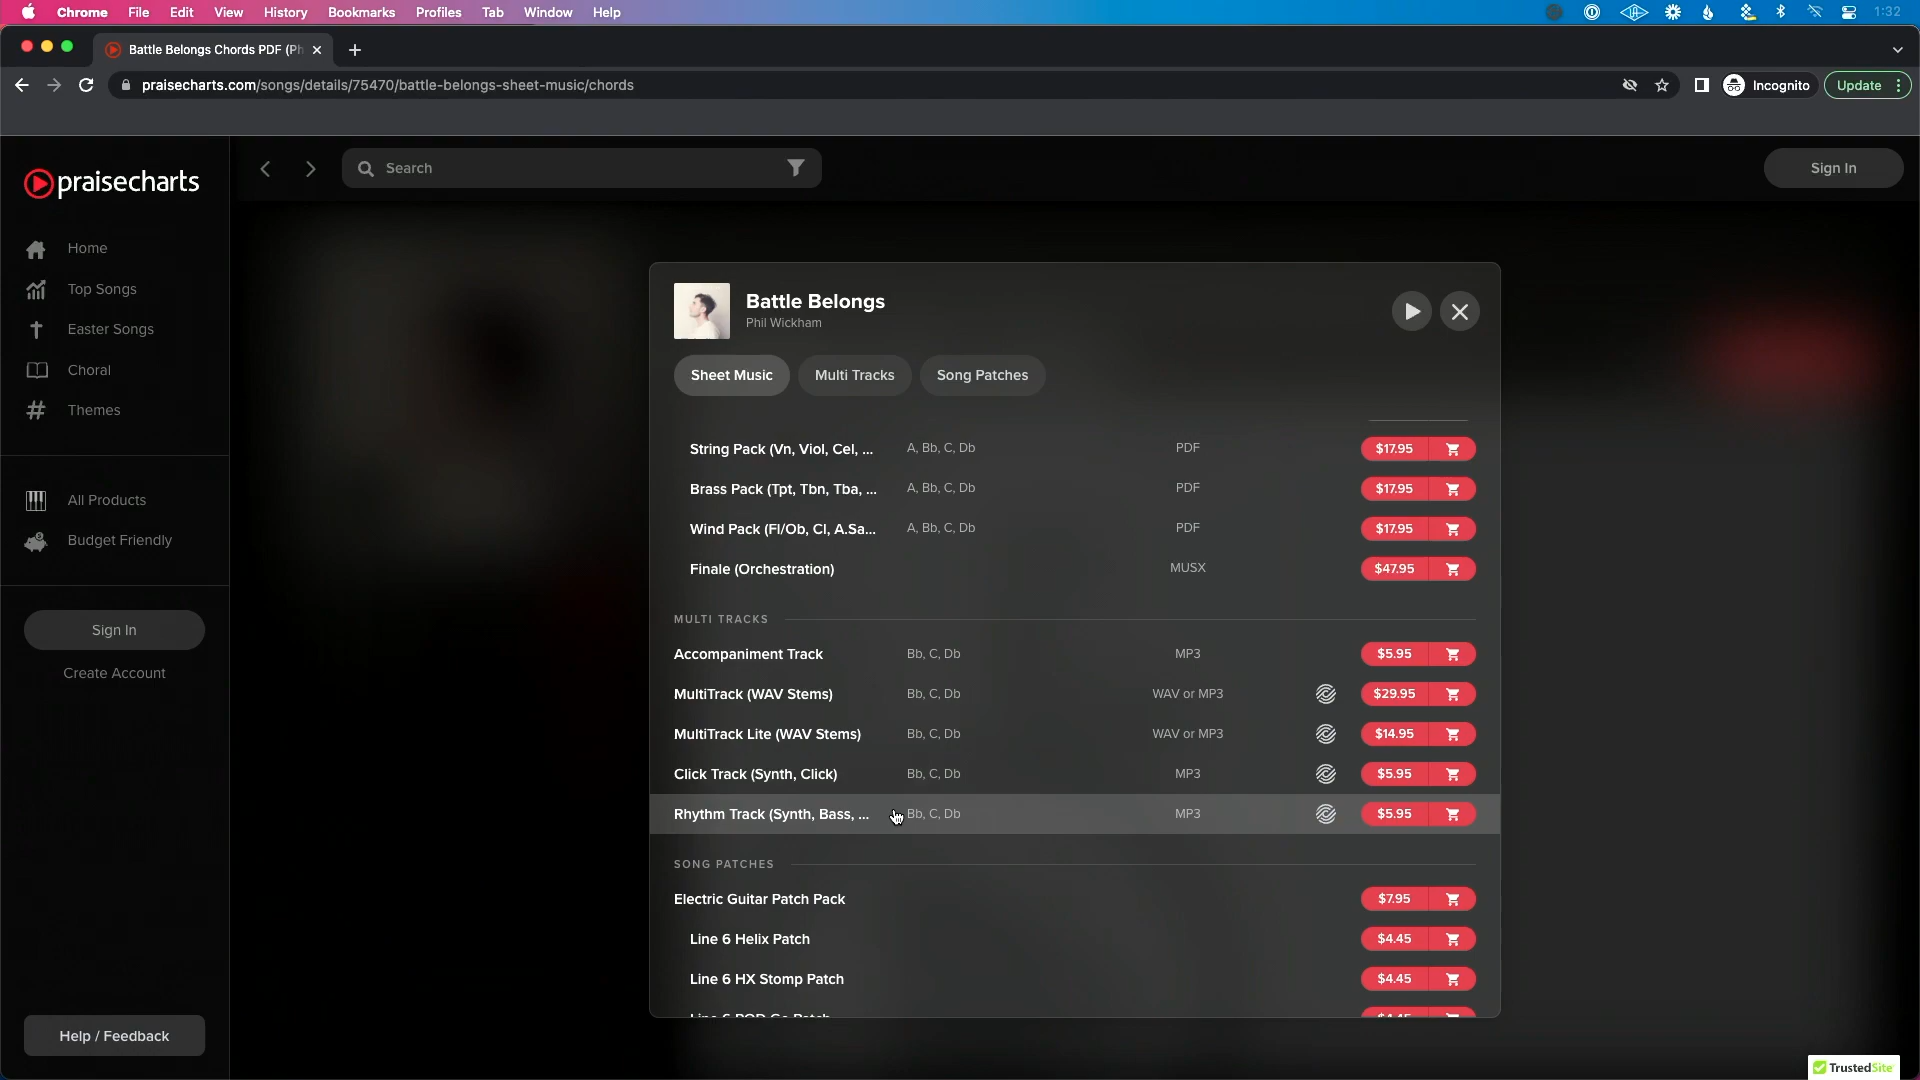 Chrome File Edit View History Bookmarks Profiles Tab Window Help 1:32
Battle Belongs Chords PDF (Ph
praisecharts.com/songs/details/75470/battle-belongs-sheet-music/chords Incognito Update
praisecharts
Search
Sign In
Home
Top Songs
Easter Songs
Choral
Themes
All Products
Budget Friendly
Sign In
Create Account
Help / Feedback
Battle Belongs
Phil Wickham
Sheet Music Multi Tracks Song Patches
String Pack (Vn, Viol, Cel, ... A, Bb, C, Db PDF $17.95
Brass Pack (Tpt, Tbn, Tba, ... A, Bb, C, Db PDF $17.95
Wind Pack (Fl/Ob, Cl, A.Sa... A, Bb, C, Db PDF $17.95
Finale (Orchestration) MUSX $47.95
MULTI TRACKS
Accompaniment Track Bb, C, Db MP3 $5.95
MultiTrack (WAV Stems) Bb, C, Db WAV or MP3 $29.95
MultiTrack Lite (WAV Stems) Bb, C, Db WAV or MP3 $14.95
Click Track (Synth, Click) Bb, C, Db MP3 $5.95
Rhythm Track (Synth, Bass, ... Bb, C, Db MP3 $5.95
SONG PATCHES
Electric Guitar Patch Pack $7.95
Line 6 Helix Patch $4.45
Line 6 HX Stomp Patch $4.45
Line 6 POD Go Patch $4.45
TrustedSite